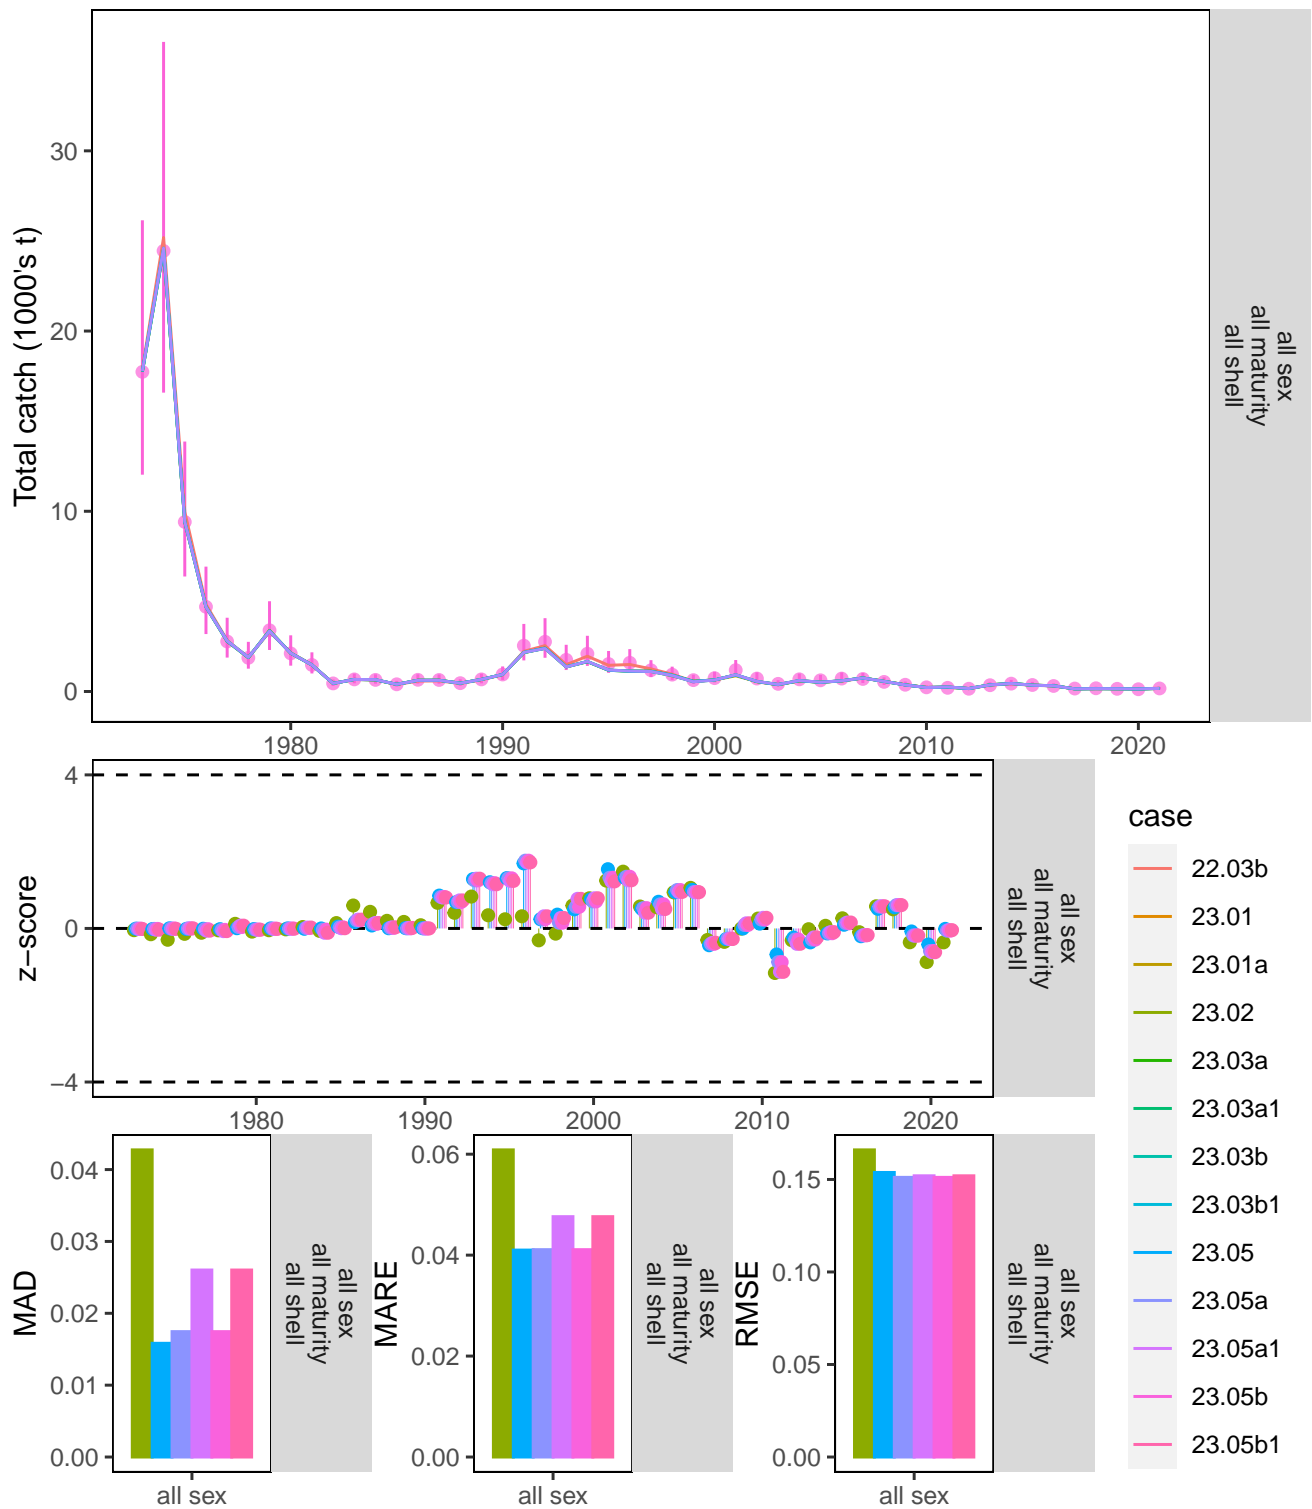 Total catch (1000's t)
30
20
10
0
1980
1990
2000
2010
2020
all sex
all maturity
all shell
z−score
4
0
−4
1980
1990
2000
2010
2020
all sex
all maturity
all shell
MAD
0.04
0.03
0.02
0.01
0.00
all sex
all sex
all maturity
all shell
MARE
0.06
0.04
0.02
0.00
all sex
all sex
all maturity
all shell
RMSE
0.15
0.10
0.05
0.00
all sex
all sex
all maturity
all shell
case
22.03b
23.01
23.01a
23.02
23.03a
23.03a1
23.03b
23.03b1
23.05
23.05a
23.05a1
23.05b
23.05b1